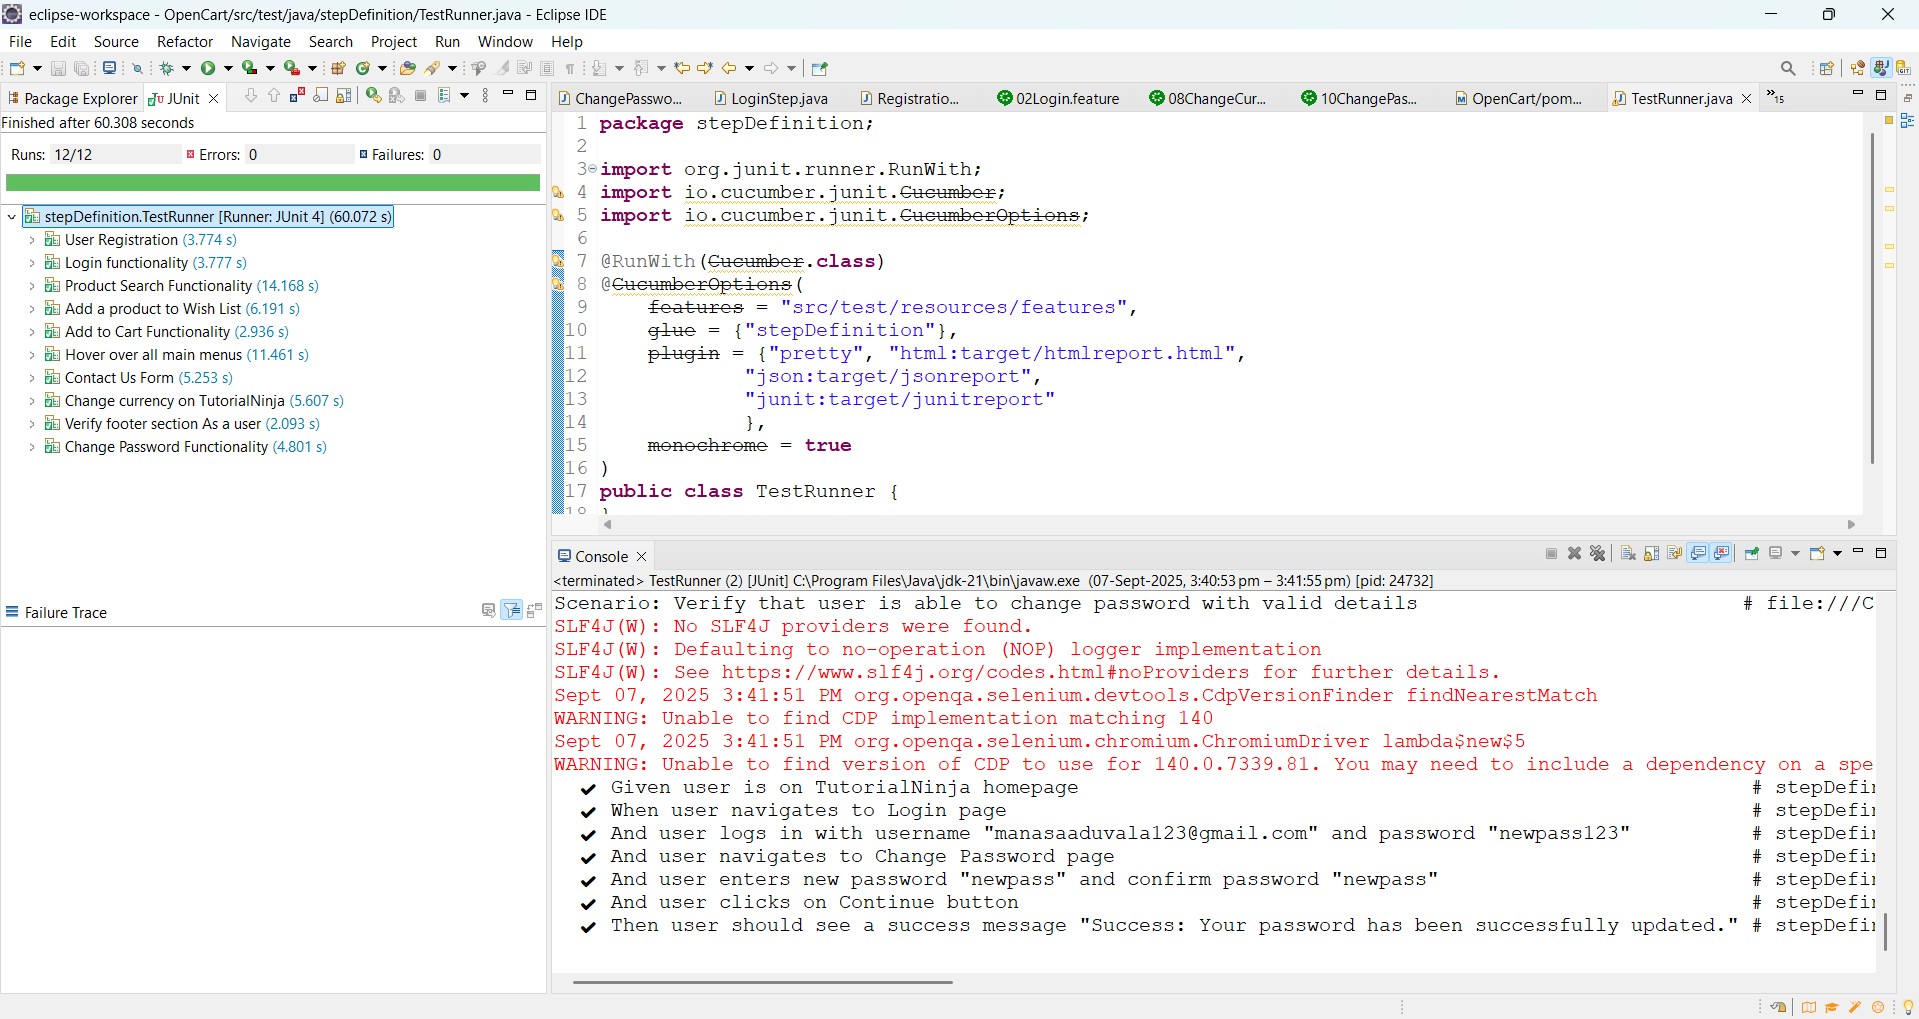 eclipse-workspace - OpenCart/src/test/java/stepDefinition/TestRunner.java - Eclipse IDE
File Edit Source Refactor Navigate Search Project Run Window Help
Package Explorer JUnit
Finished after 60.308 seconds
Runs: 12/12 Errors: 0 Failures: 0
stepDefinition.TestRunner [Runner: JUnit 4] (60.072 s)
User Registration (3.774 s)
Login functionality (3.777 s)
Product Search Functionality (14.168 s)
Add a product to Wish List (6.191 s)
Add to Cart Functionality (2.936 s)
Hover over all main menus (11.461 s)
Contact Us Form (5.253 s)
Change currency on TutorialNinja (5.607 s)
Verify footer section As a user (2.093 s)
Change Password Functionality (4.801 s)
Failure Trace
ChangePasswo... LoginStep.java Registratio... 02Login.feature 08ChangeCur... 10ChangePas... OpenCart/pom... TestRunner.java »15
1 package stepDefinition;
2
3 import org.junit.runner.RunWith;
4 import io.cucumber.junit.Cucumber;
5 import io.cucumber.junit.CucumberOptions;
6
7 @RunWith(Cucumber.class)
8 @CucumberOptions(
9 features = "src/test/resources/features",
10 glue = {"stepDefinition"},
11 plugin = {"pretty", "html:target/htmlreport.html",
12 "json:target/jsonreport",
13 "junit:target/junitreport"
14 },
15 monochrome = true
16 )
17 public class TestRunner {
18 }
Console
<terminated> TestRunner (2) [JUnit] C:\Program Files\Java\jdk-21\bin\javaw.exe (07-Sept-2025, 3:40:53 pm – 3:41:55 pm) [pid: 24732]
Scenario: Verify that user is able to change password with valid details # file:///C
SLF4J(W): No SLF4J providers were found.
SLF4J(W): Defaulting to no-operation (NOP) logger implementation
SLF4J(W): See https://www.slf4j.org/codes.html#noProviders for further details.
Sept 07, 2025 3:41:51 PM org.openqa.selenium.devtools.CdpVersionFinder findNearestMatch
WARNING: Unable to find CDP implementation matching 140
Sept 07, 2025 3:41:51 PM org.openqa.selenium.chromium.ChromiumDriver lambda$new$5
WARNING: Unable to find version of CDP to use for 140.0.7339.81. You may need to include a dependency on a spe
✔ Given user is on TutorialNinja homepage # stepDefin
✔ When user navigates to Login page # stepDefin
✔ And user logs in with username "manasaaduvala123@gmail.com" and password "newpass123" # stepDefin
✔ And user navigates to Change Password page # stepDefin
✔ And user enters new password "newpass" and confirm password "newpass" # stepDefin
✔ And user clicks on Continue button # stepDefin
✔ Then user should see a success message "Success: Your password has been successfully updated." # stepDefin